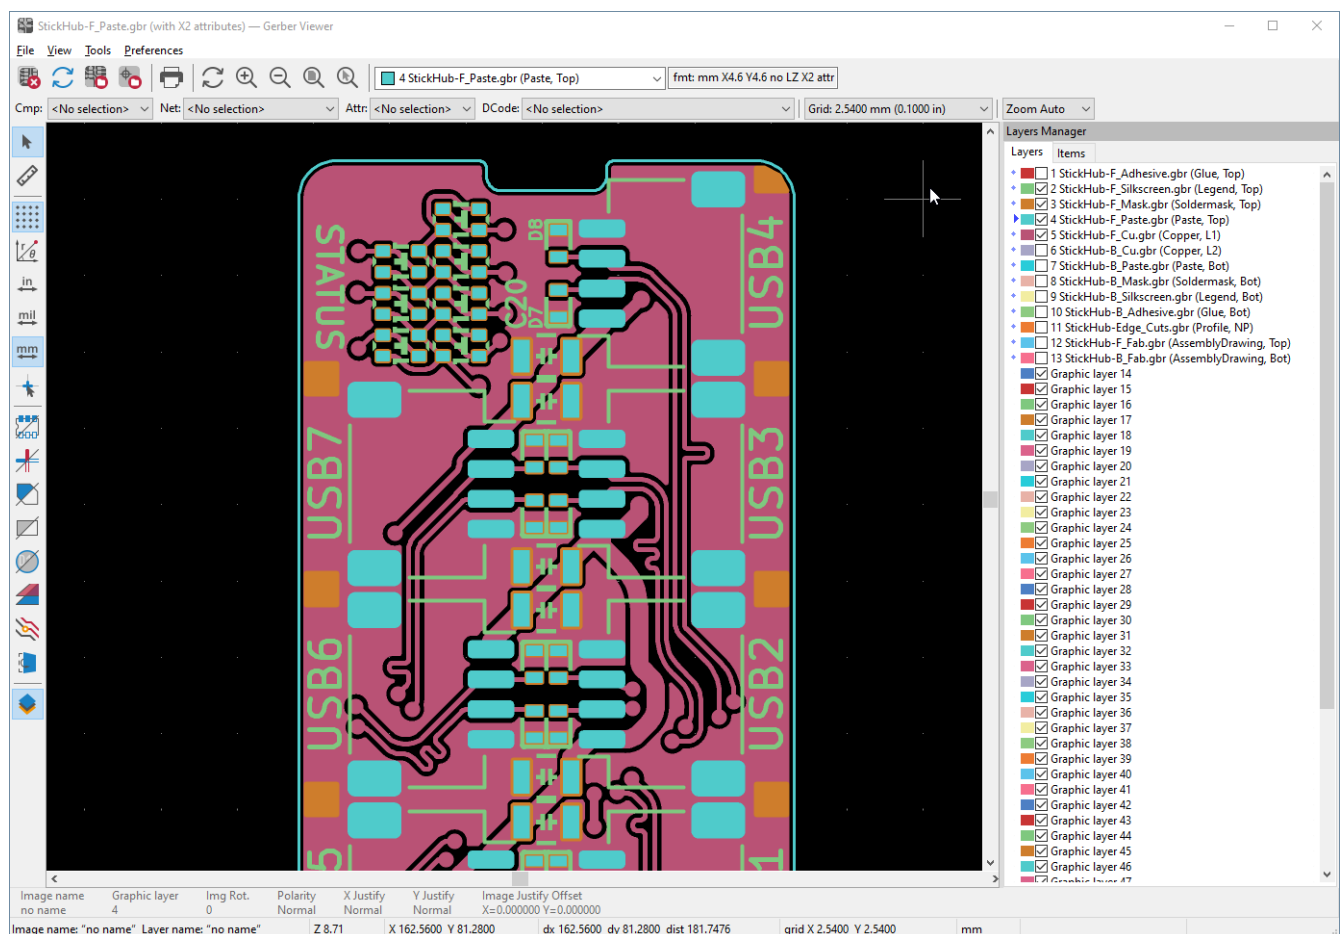 StickHub-F_Paste.gbr (with X2 attributes) — Gerber Viewer
File View Tools Preferences
4 StickHub-F_Paste.gbr (Paste, Top) fmt: mm X4.6 Y4.6 no LZ X2 attr
Cmp: <No selection> Net: <No selection> Attr: <No selection> DCode: <No selection> Grid: 2.5400 mm (0.1000 in) Zoom Auto
Layers Manager
Layers Items
1 StickHub-F_Adhesive.gbr (Glue, Top)
2 StickHub-F_Silkscreen.gbr (Legend, Top)
3 StickHub-F_Mask.gbr (Soldermask, Top)
4 StickHub-F_Paste.gbr (Paste, Top)
5 StickHub-F_Cu.gbr (Copper, L1)
6 StickHub-B_Cu.gbr (Copper, L2)
7 StickHub-B_Paste.gbr (Paste, Bot)
8 StickHub-B_Mask.gbr (Soldermask, Bot)
9 StickHub-B_Silkscreen.gbr (Legend, Bot)
10 StickHub-B_Adhesive.gbr (Glue, Bot)
11 StickHub-Edge_Cuts.gbr (Profile, NP)
12 StickHub-F_Fab.gbr (AssemblyDrawing, Top)
13 StickHub-B_Fab.gbr (AssemblyDrawing, Bot)
Graphic layer 14
Graphic layer 15
Graphic layer 16
Graphic layer 17
Graphic layer 18
Graphic layer 19
Graphic layer 20
Graphic layer 21
Graphic layer 22
Graphic layer 23
Graphic layer 24
Graphic layer 25
Graphic layer 26
Graphic layer 27
Graphic layer 28
Graphic layer 29
Graphic layer 30
Graphic layer 31
Graphic layer 32
Graphic layer 33
Graphic layer 34
Graphic layer 35
Graphic layer 36
Graphic layer 37
Graphic layer 38
Graphic layer 39
Graphic layer 40
Graphic layer 41
Graphic layer 42
Graphic layer 43
Graphic layer 44
Graphic layer 45
Graphic layer 46
Graphic layer 47
r/θ
in
mil
mm
STATUS
D8
C20
D7
USB4
USB7
USB3
USB6
USB2
5
1
Image name Graphic layer Img Rot. Polarity X Justify Y Justify Image Justify Offset
no name 4 0 Normal Normal Normal X=0.000000 Y=0.000000
Image name: "no name" Layer name: "no name" Z 8.71 X 162.5600 Y 81.2800 dx 162.5600 dy 81.2800 dist 181.7476 grid X 2.5400 Y 2.5400 mm